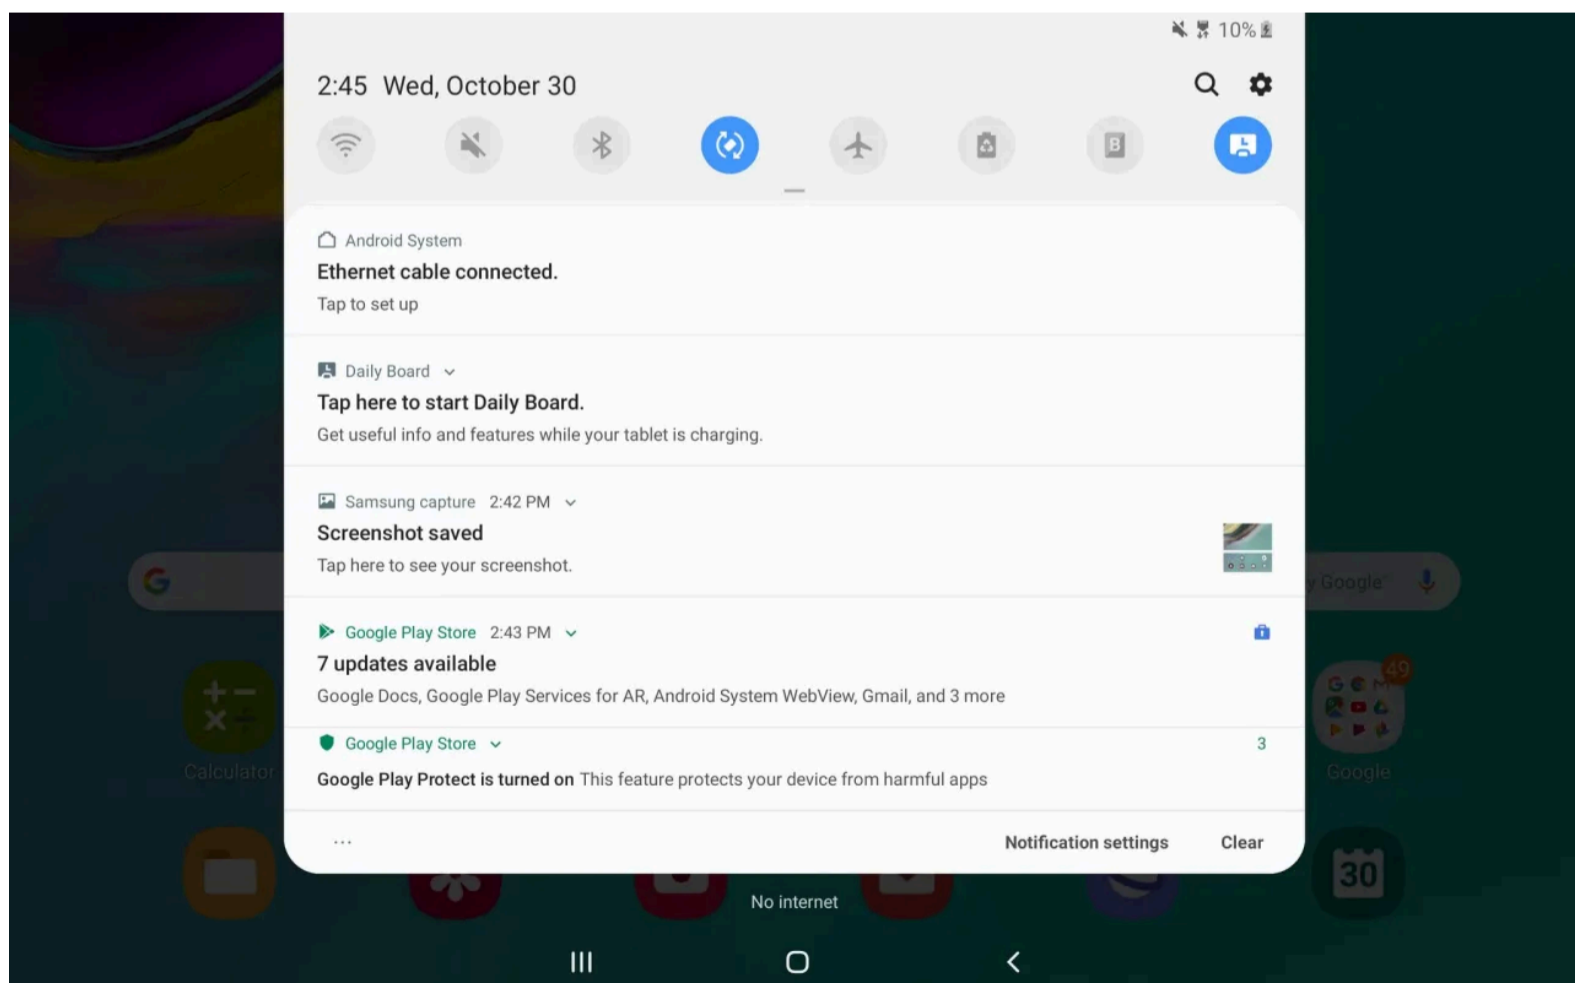 10%
2:45 Wed, October 30
B
Android System
Ethernet cable connected.
Tap to set up
Daily Board
Tap here to start Daily Board.
Get useful info and features while your tablet is charging.
Samsung capture 2:42 PM
Screenshot saved
Tap here to see your screenshot.
G
y Google
Google Play Store 2:43 PM
7 updates available
Google Docs, Google Play Services for AR, Android System WebView, Gmail, and 3 more
49
Google Play Store
3
Google Play Protect is turned on This feature protects your device from harmful apps
Calculator
Google
...
Notification settings
Clear
30
No internet